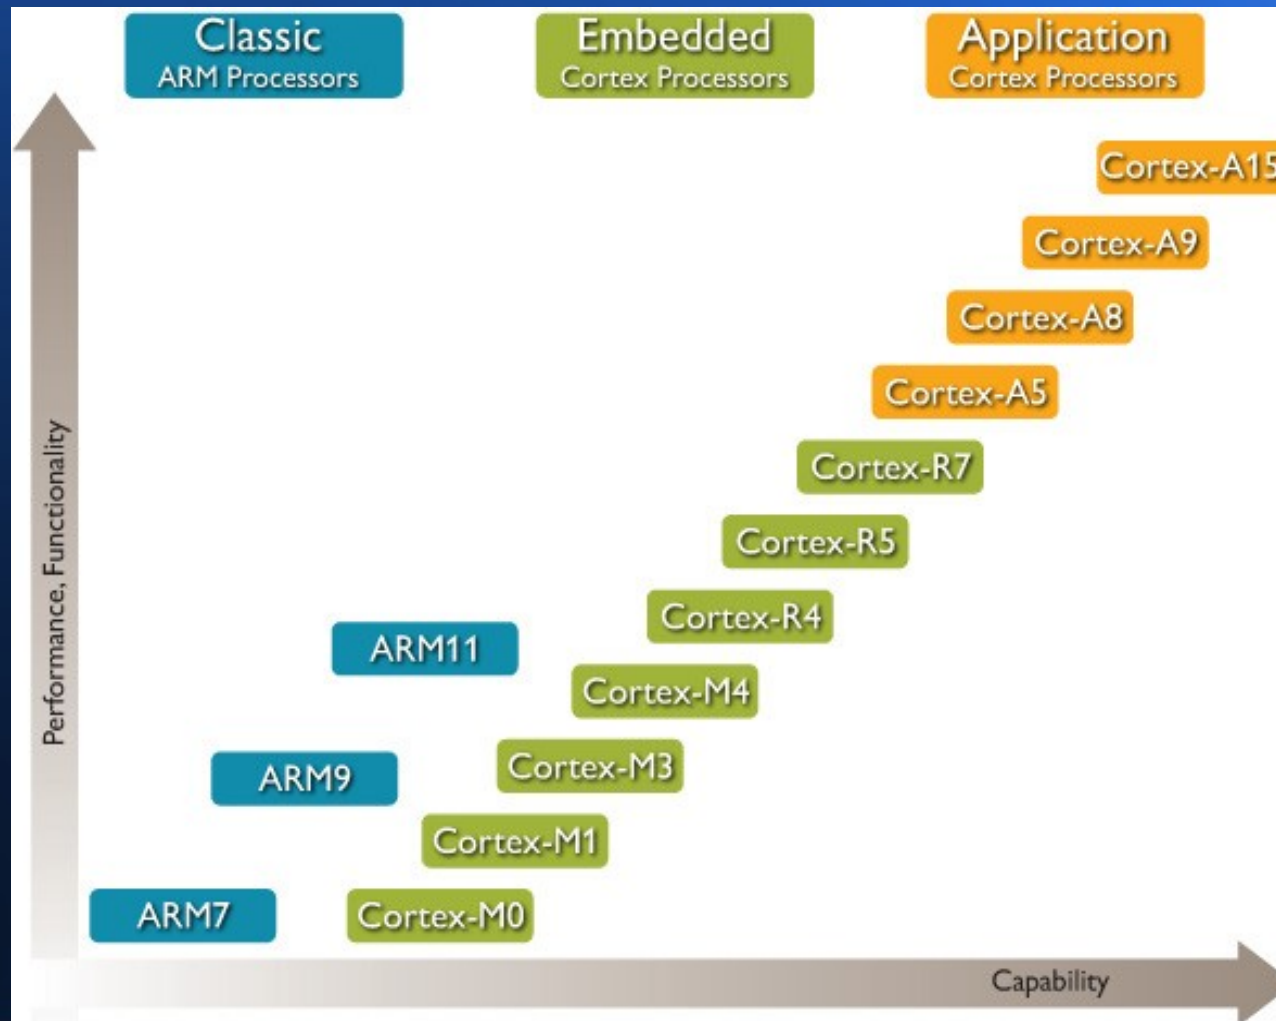 Classic
ARM Processors
Embedded
Cortex Processors
Application
Cortex Processors
Cortex-A15
Cortex-A9
Cortex-A8
Cortex-A5
Cortex-R7
Cortex-R5
Cortex-R4
ARM11
Cortex-M4
Cortex-M3
ARM9
Cortex-M1
ARM7
Cortex-M0
Performance, Functionality
Capability